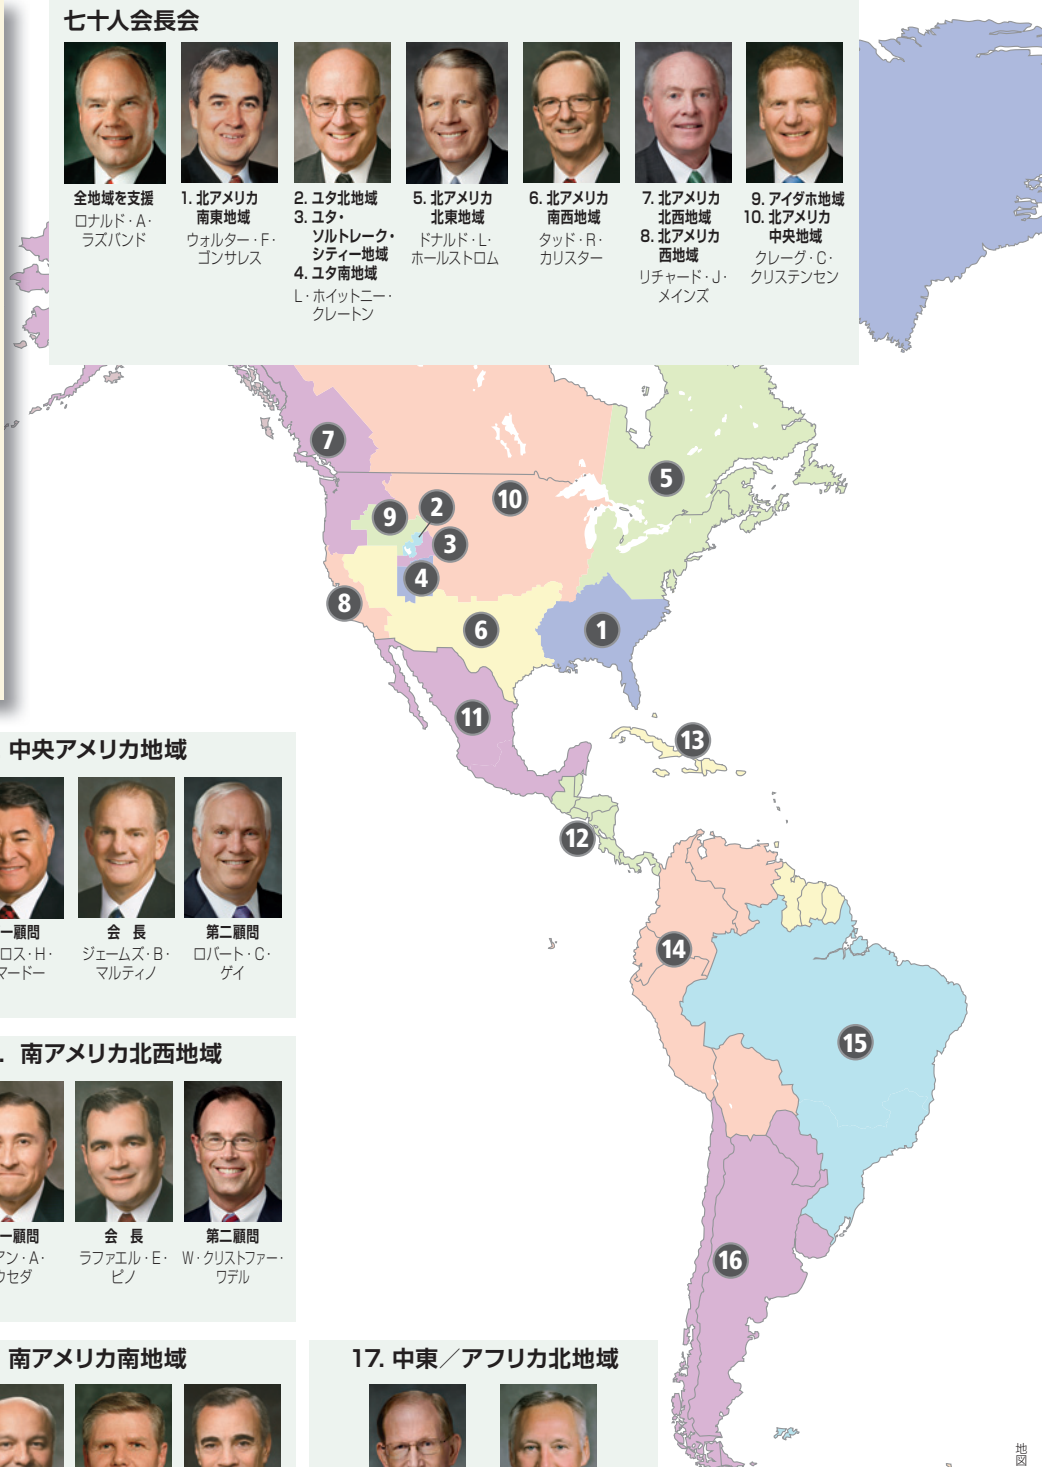 七十人会長会
全地域を支援
ロナルド・A・
ラズバンド
1. 北アメリカ
南東地域
ウォルター・F・
ゴンサレス
2. ユタ北地域
3. ユタ・
ソルトレーク・
シティー地域
4. ユタ南地域
L・ホイットニー・
クレートン
5. 北アメリカ
北東地域
ドナルド・L・
ホールストロム
6. 北アメリカ
南西地域
タッド・R・
カリスター
7. 北アメリカ
北西地域
8. 北アメリカ
西地域
リチャード・J・
メインズ
9. アイダホ地域
10. 北アメリカ
中央地域
クレーグ・C・
クリステンセン
7
5
10
2
9
3
4
8
6
1
11
13
12
14
15
16
中央アメリカ地域
一顧問
ロス・H・
マードー
会 長
ジェームズ・B・
マルティノ
第二顧問
ロバート・C・
ゲイ
. 南アメリカ北西地域
一顧問
アン・A・
ウセダ
会 長
ラファエル・E・
ピノ
第二顧問
W・クリストファー・
ワデル
南アメリカ南地域
17. 中東／アフリカ北地域
地図